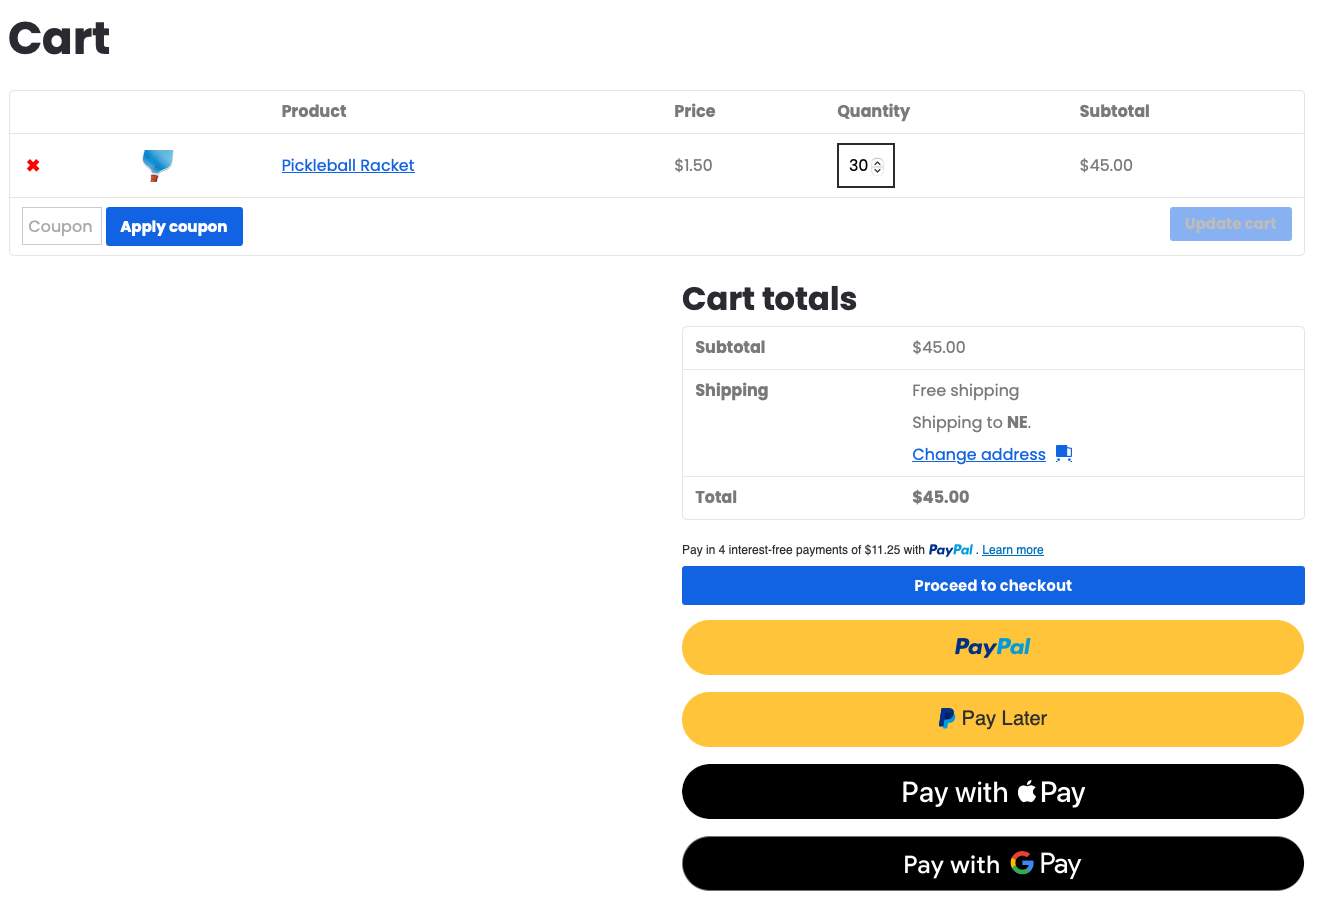 Cart
Product Price Quantity Subtotal
Pickleball Racket $1.50 30 $45.00
Coupon Apply coupon Update cart
Cart totals
Subtotal $45.00
Shipping Free shipping
Shipping to NE.
Change address
Total $45.00
Pay in 4 interest-free payments of $11.25 with PayPal . Learn more
Proceed to checkout
PayPal
Pay Later
Pay with Pay
Pay with G Pay